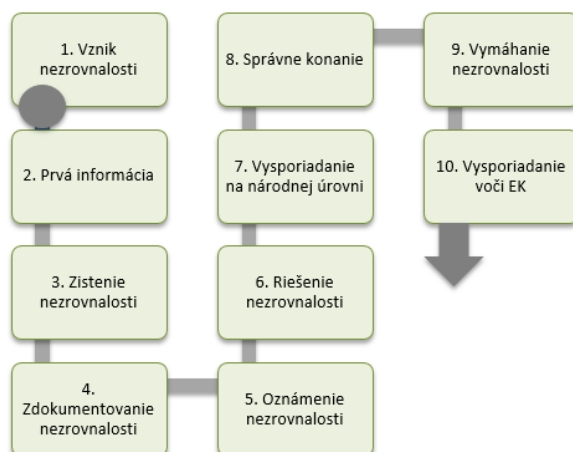 1. Vznik
nezrovnalosti
2. Prvá informácia
3. Zistenie
nezrovnalosti
4.
Zdokumentovanie
nezrovnalosti
5. Oznámenie
nezrovnalosti
6. Riešenie
nezrovnalosti
7. Vysporiadanie
na národnej úrovni
8. Správne konanie
9. Vymáhanie
nezrovnalosti
10. Vysporiadanie
voči EK